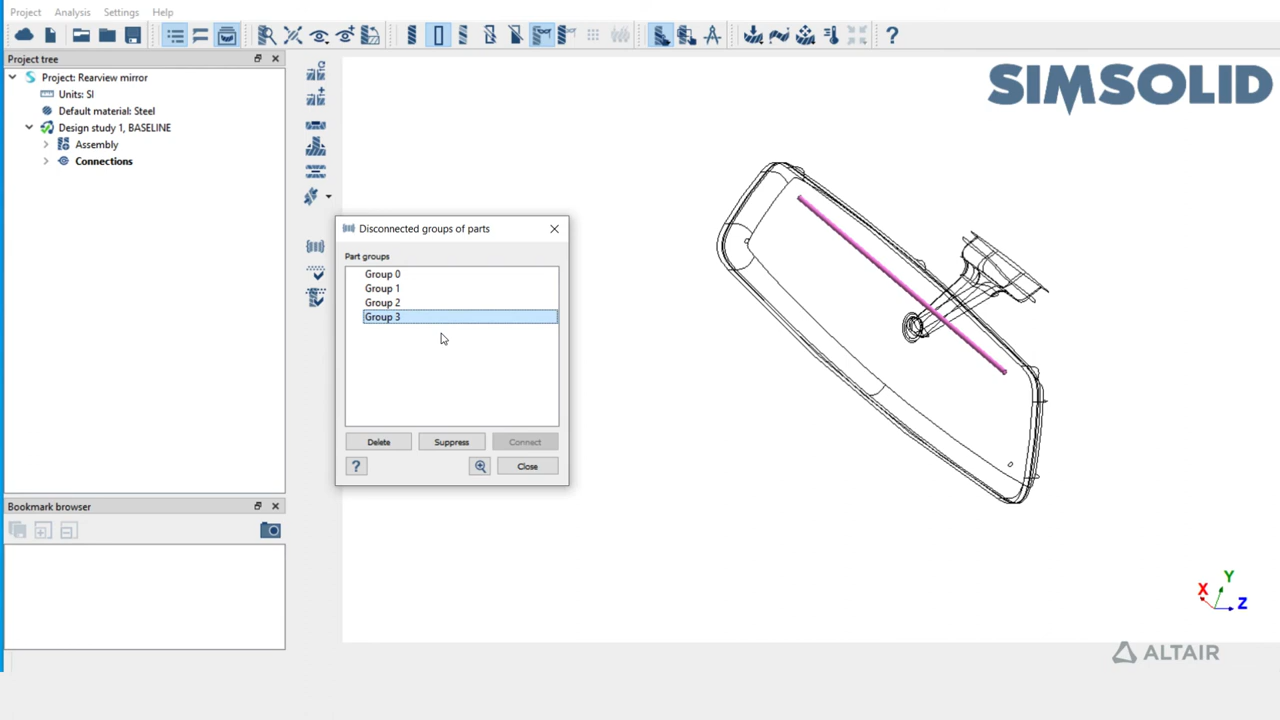 Project Analysis Settings Help
SIMSOLID
Project tree
Project: Rearview mirror
Units: SI
Default material: Steel
Design study 1, BASELINE
Assembly
Connections
Disconnected groups of parts
Part groups
Group 0
Group 1
Group 2
Group 3
Delete Suppress Connect
? Close
Bookmark browser
Y
X
Z
ALTAIR